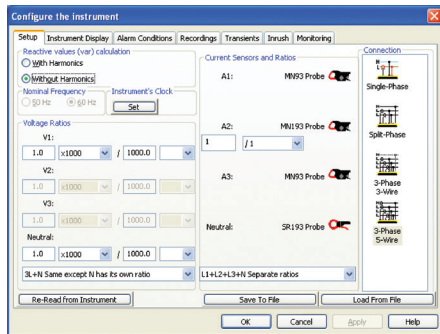 Configure the instrument
Setup Instrument Display Alarm Conditions Recordings Transients Inrush Monitoring
Reactive values (var) calculation
With Harmonics
Without Harmonics
Nominal Frequency
50 Hz 60 Hz
Instrument's Clock
Set
Voltage Ratios
V1:
1.0 x1000 / 1000.0
V2:
1.0 x1000 / 1000.0
V3:
1.0 x1000 / 1000.0
Neutral:
1.0 x1000 / 1000.0
3L+N Same except N has its own ratio
Current Sensors and Ratios
A1: MN93 Probe
A2: MN193 Probe
1 / 1
A3: MN93 Probe
Neutral: SR193 Probe
L1+L2+L3+N Separate ratios
Connection
Single-Phase
Split-Phase
3-Phase
3-Wire
3-Phase
5-Wire
Re-Read from Instrument Save To File Load From File
OK Cancel Apply Help